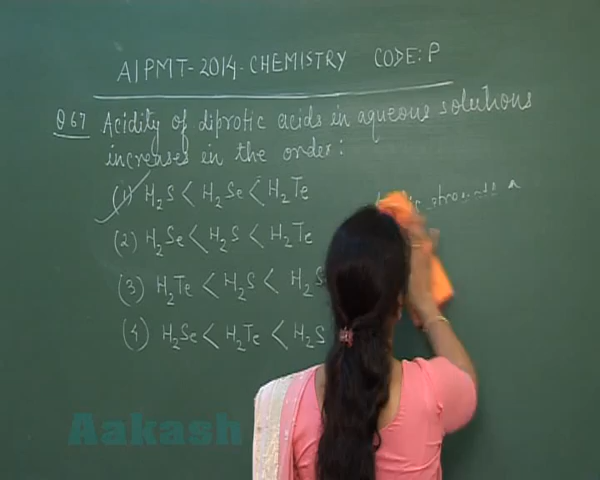 AIPMT-2014-CHEMISTRY CODE: P
Q67 Acidity of diprotic acids in aqueous solutions
increases in the order:
(1) H₂S < H₂Se < H₂Te
(2) H₂Se < H₂S < H₂Te
(3) H₂Te < H₂S < H₂S
(4) H₂Se < H₂Te < H₂S
Aakash